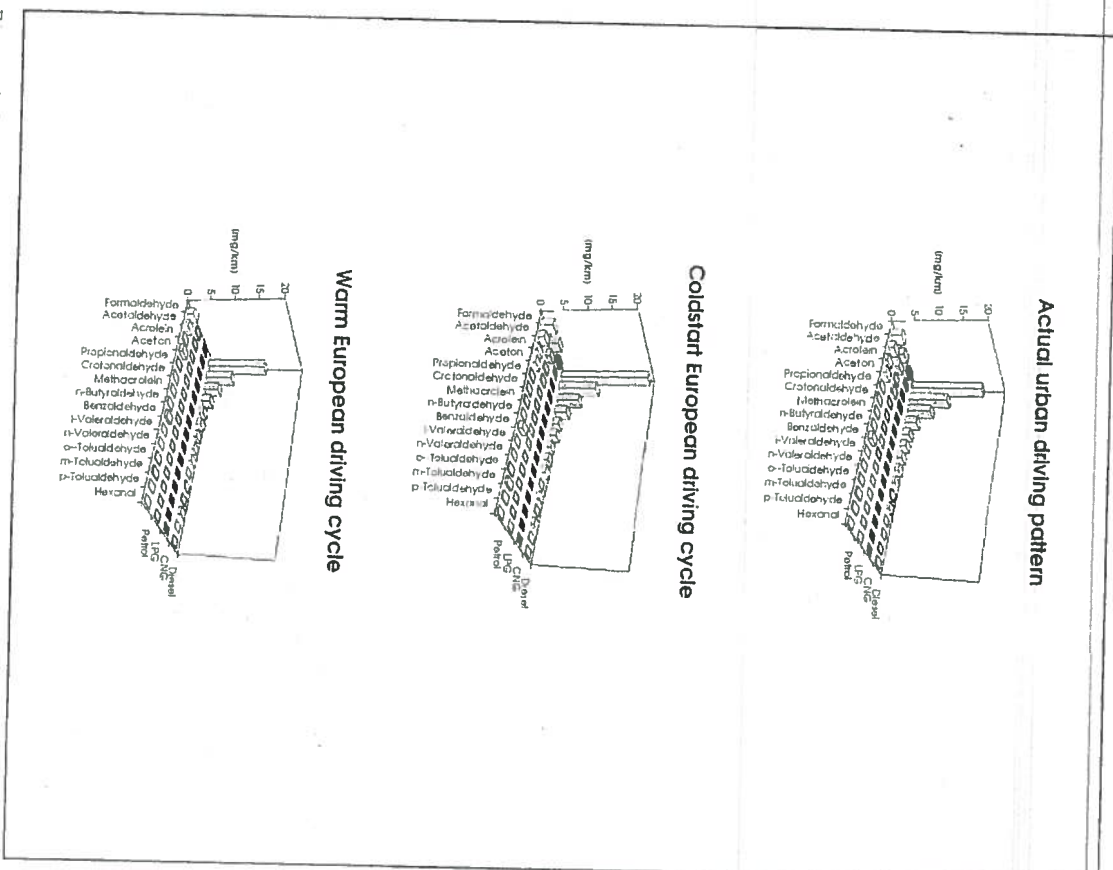 Actual urban driving pattern
(mg/km)
20
15
10
5
0
Formaldehyde
Acetaldehyde
Acrolein
Aceton
Propionaldehyde
Crotonaldehyde
Methacrolein
n-Butyraldehyde
Benzaldehyde
i-Valeraldehyde
n-Valeraldehyde
o-Tolualdehyde
m-Tolualdehyde
p-Tolualdehyde
Hexanal
Diesel
CNG
LPG
Petrol
Coldstart European driving cycle
(mg/km)
20
15
10
5
0
Formaldehyde
Acetaldehyde
Acrolein
Aceton
Propionaldehyde
Crotonaldehyde
Methacrolein
n-Butyraldehyde
Benzaldehyde
i-Valeraldehyde
n-Valeraldehyde
o-Tolualdehyde
m-Tolualdehyde
p-Tolualdehyde
Hexanal
Diesel
CNG
LPG
Petrol
Warm European driving cycle
(mg/km)
20
15
10
5
0
Formaldehyde
Acetaldehyde
Acrolein
Aceton
Propionaldehyde
Crotonaldehyde
Methacrolein
n-Butyraldehyde
Benzaldehyde
i-Valeraldehyde
n-Valeraldehyde
o-Tolualdehyde
m-Tolualdehyde
p-Tolualdehyde
Hexanal
Diesel
CNG
LPG
Petrol